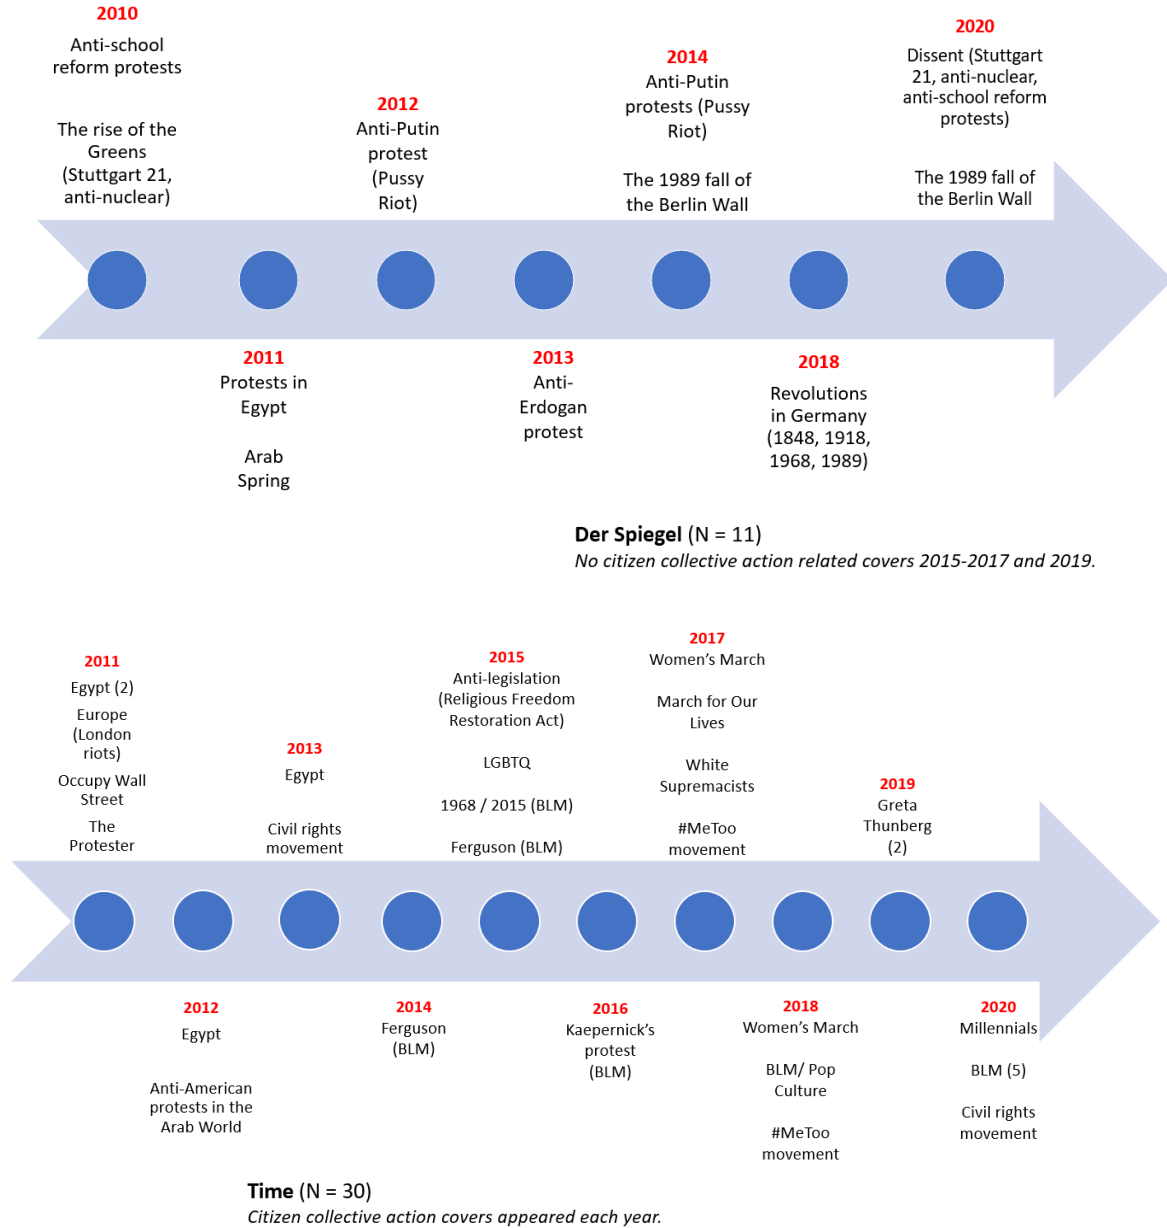 2010
Anti-school
reform protests
The rise of the
Greens
(Stuttgart 21,
anti-nuclear)
2012
Anti-Putin
protest
(Pussy
Riot)
2014
Anti-Putin
protests (Pussy
Riot)
The 1989 fall of
the Berlin Wall
2020
Dissent (Stuttgart
21, anti-nuclear,
anti-school reform
protests)
The 1989 fall of
the Berlin Wall
2011
Protests in
Egypt
Arab
Spring
2013
Anti-
Erdogan
protest
2018
Revolutions
in Germany
(1848, 1918,
1968, 1989)
Der Spiegel (N = 11)
No citizen collective action related covers 2015-2017 and 2019.
2011
Egypt (2)
Europe
(London
riots)
Occupy Wall
Street
The
Protester
2013
Egypt
Civil rights
movement
2015
Anti-legislation
(Religious Freedom
Restoration Act)
LGBTQ
1968 / 2015 (BLM)
Ferguson (BLM)
2017
Women's March
March for Our
Lives
White
Supremacists
#MeToo
movement
2019
Greta
Thunberg
(2)
2012
Egypt
Anti-American
protests in the
Arab World
2014
Ferguson
(BLM)
2016
Kaepernick's
protest
(BLM)
2018
Women's March
BLM/ Pop
Culture
#MeToo
movement
2020
Millennials
BLM (5)
Civil rights
movement
Time (N = 30)
Citizen collective action covers appeared each year.